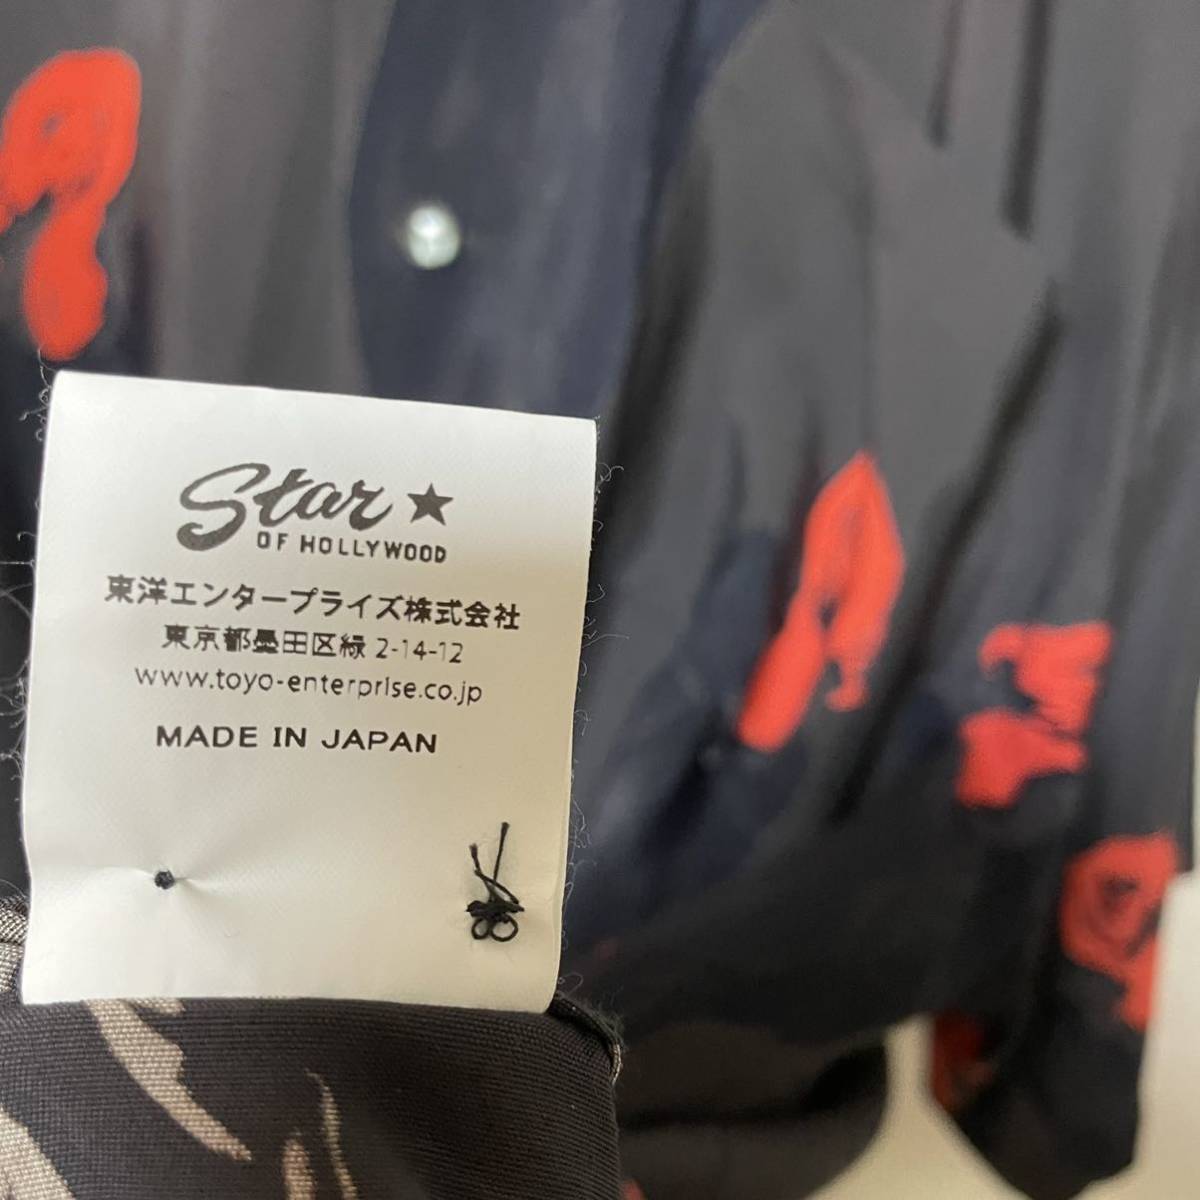 Star ★
OF HOLLYWOOD
東洋エンタープライズ株式会社
東京都墨田区緑 2-14-12
www.toyo-enterprise.co.jp
MADE IN JAPAN